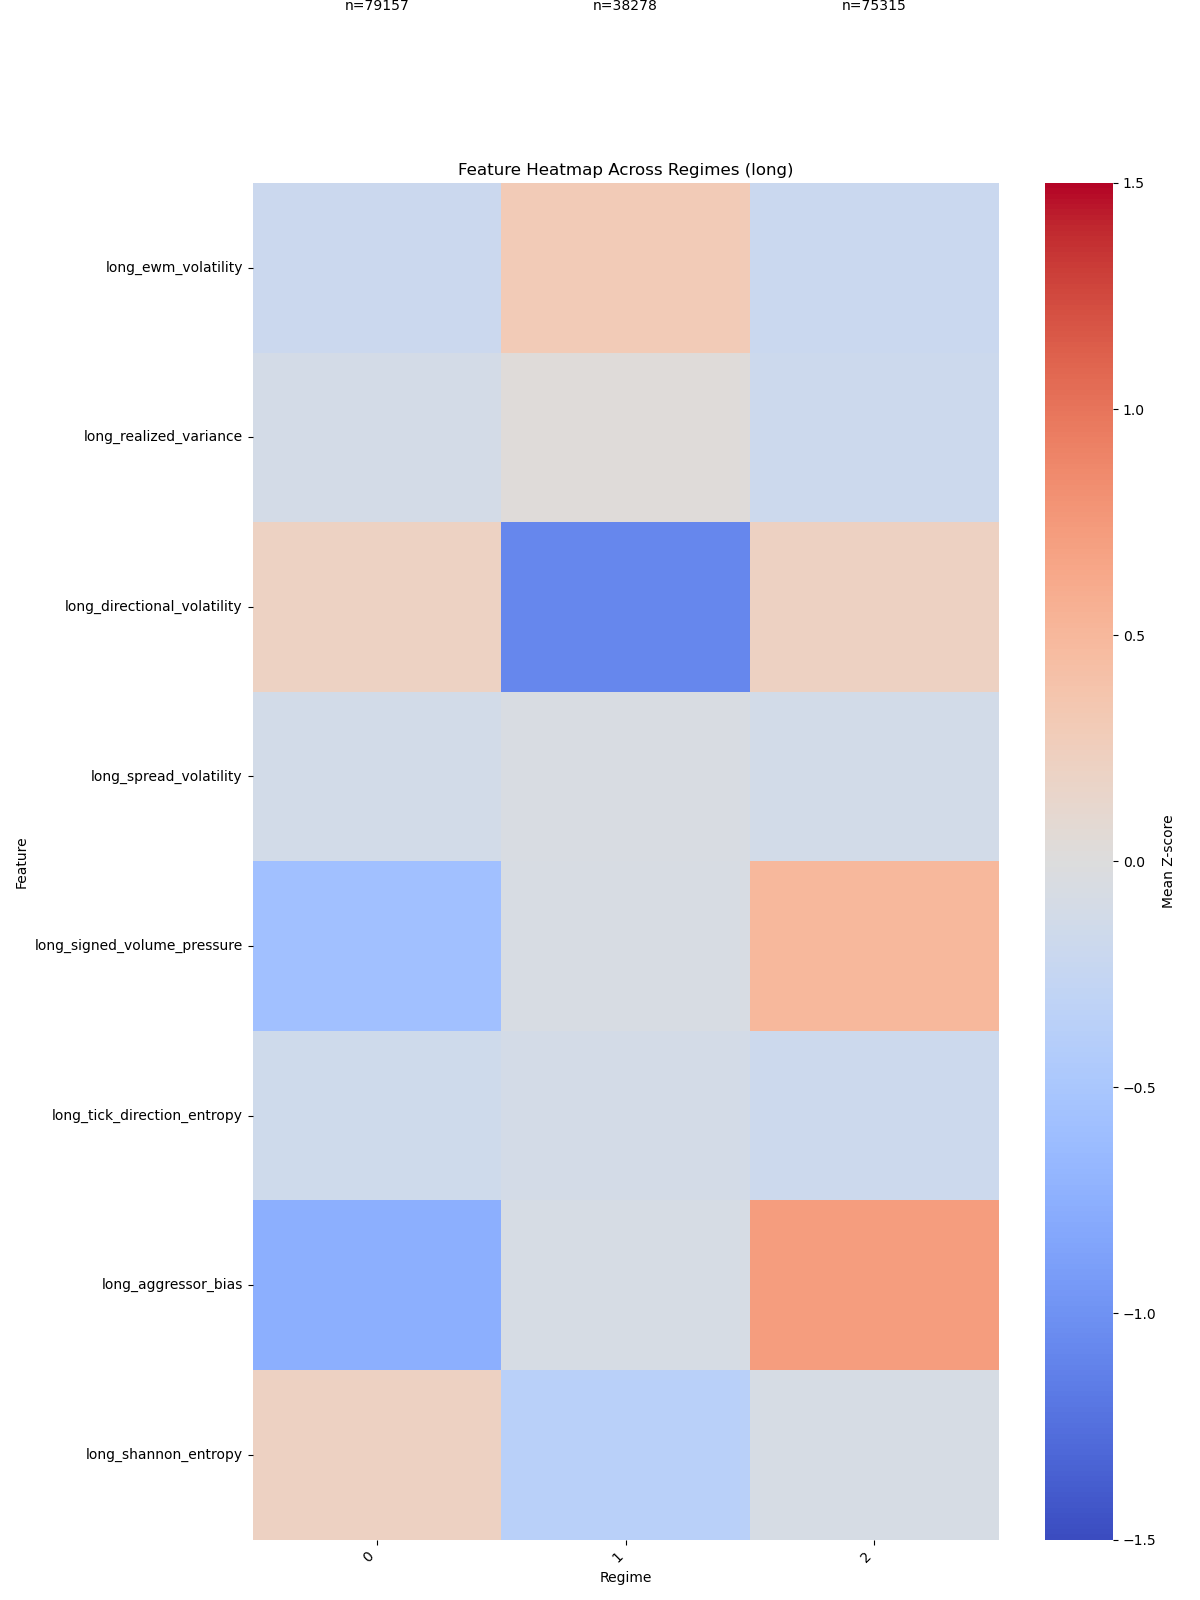 n=79157 n=38278 n=75315
Feature Heatmap Across Regimes (long)
long_ewm_volatility
long_realized_variance
long_directional_volatility
long_spread_volatility
long_signed_volume_pressure
long_tick_direction_entropy
long_aggressor_bias
long_shannon_entropy
Feature
0 1 2
Regime
1.5
1.0
0.5
0.0
−0.5
−1.0
−1.5
Mean Z-score